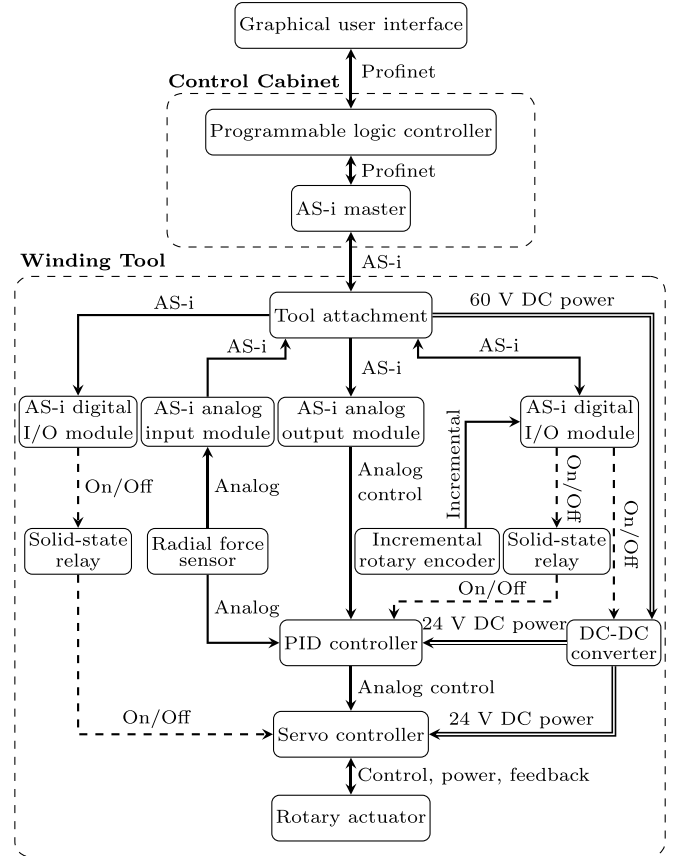 Graphical user interface
Profinet
Control Cabinet
Programmable logic controller
Profinet
AS-i master
AS-i
Winding Tool
60 V DC power
AS-i
Tool attachment
AS-i
AS-i
AS-i
AS-i digital
I/O module
AS-i analog
input module
AS-i analog
output module
AS-i digital
I/O module
On/Off
Analog
Analog
control
Incremental
On/Off
On/Off
Solid-state
relay
Radial force
sensor
Incremental
rotary encoder
Solid-state
relay
On/Off
Analog
24 V DC power
PID controller
DC-DC
converter
Analog control
On/Off
24 V DC power
Servo controller
Control, power, feedback
Rotary actuator